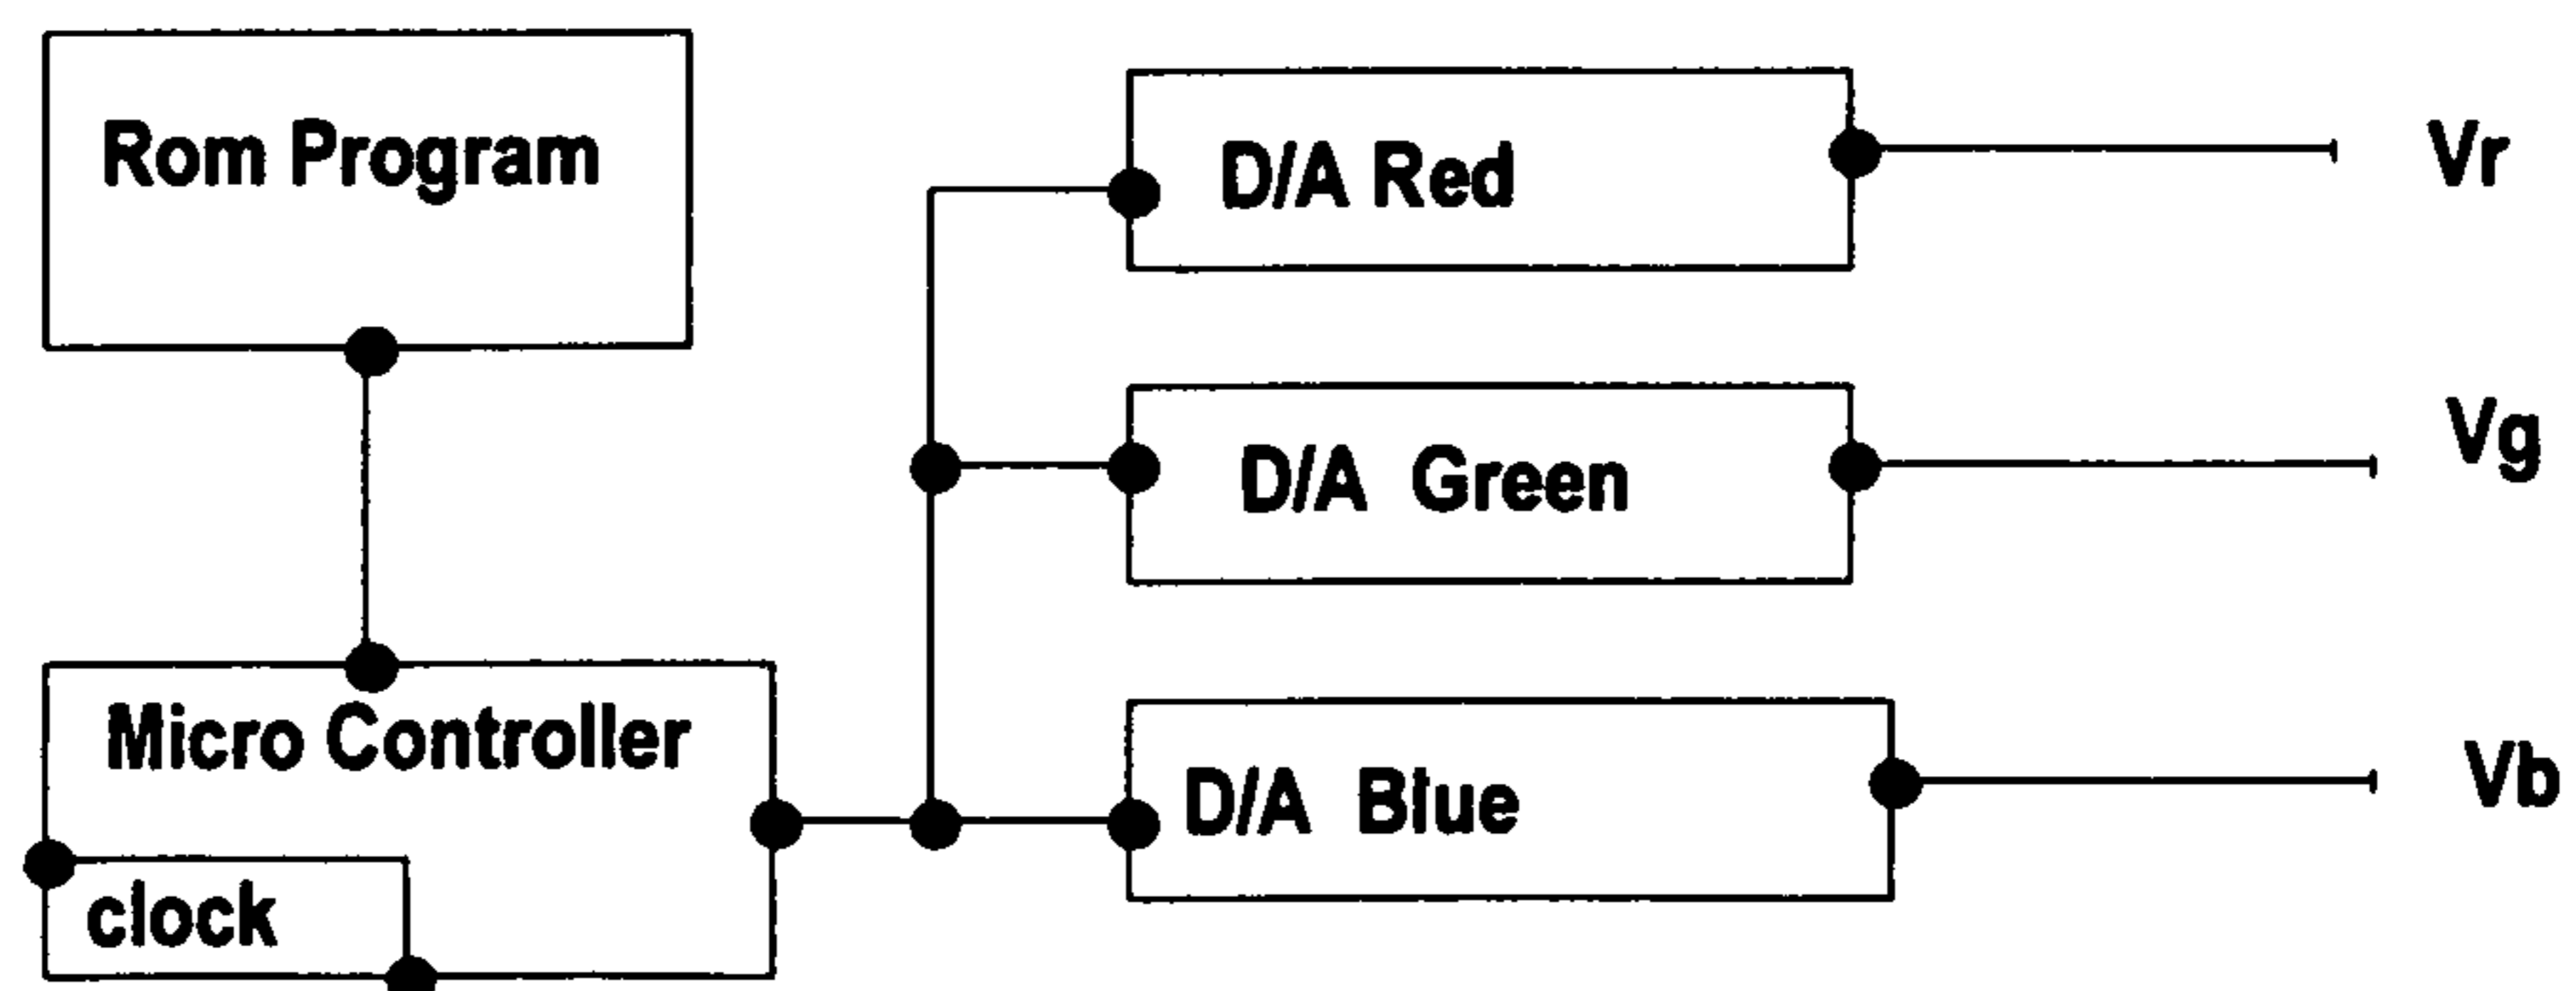 Rom Program
D/A Red
Vr
D/A Green
Vg
Micro Controller
D/A Blue
Vb
clock